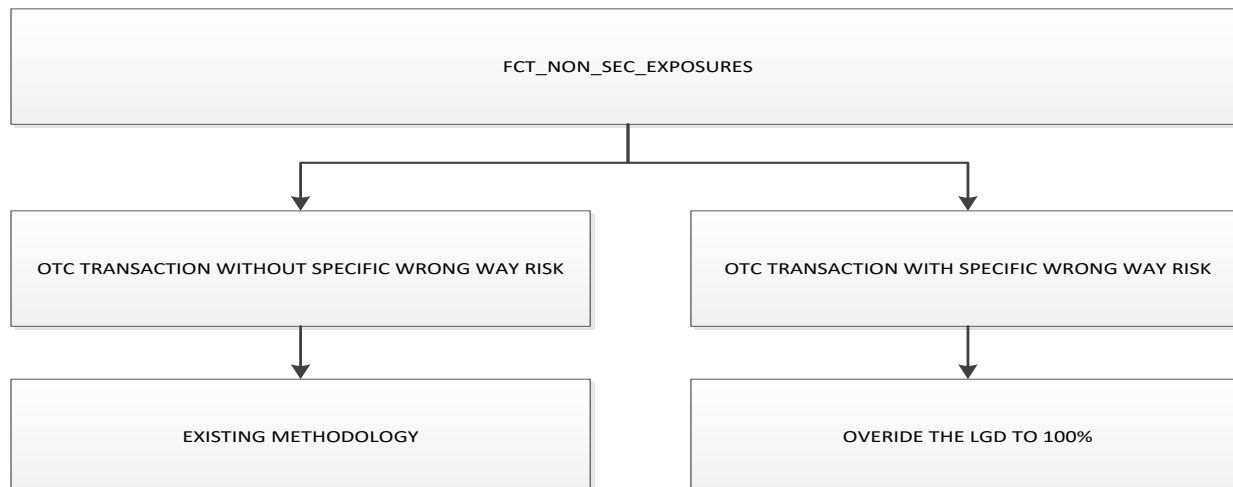 FCT_NON_SEC_EXPOSURES
OTC TRANSACTION WITHOUT SPECIFIC WRONG WAY RISK
OTC TRANSACTION WITH SPECIFIC WRONG WAY RISK
EXISTING METHODOLOGY
OVERIDE THE LGD TO 100%